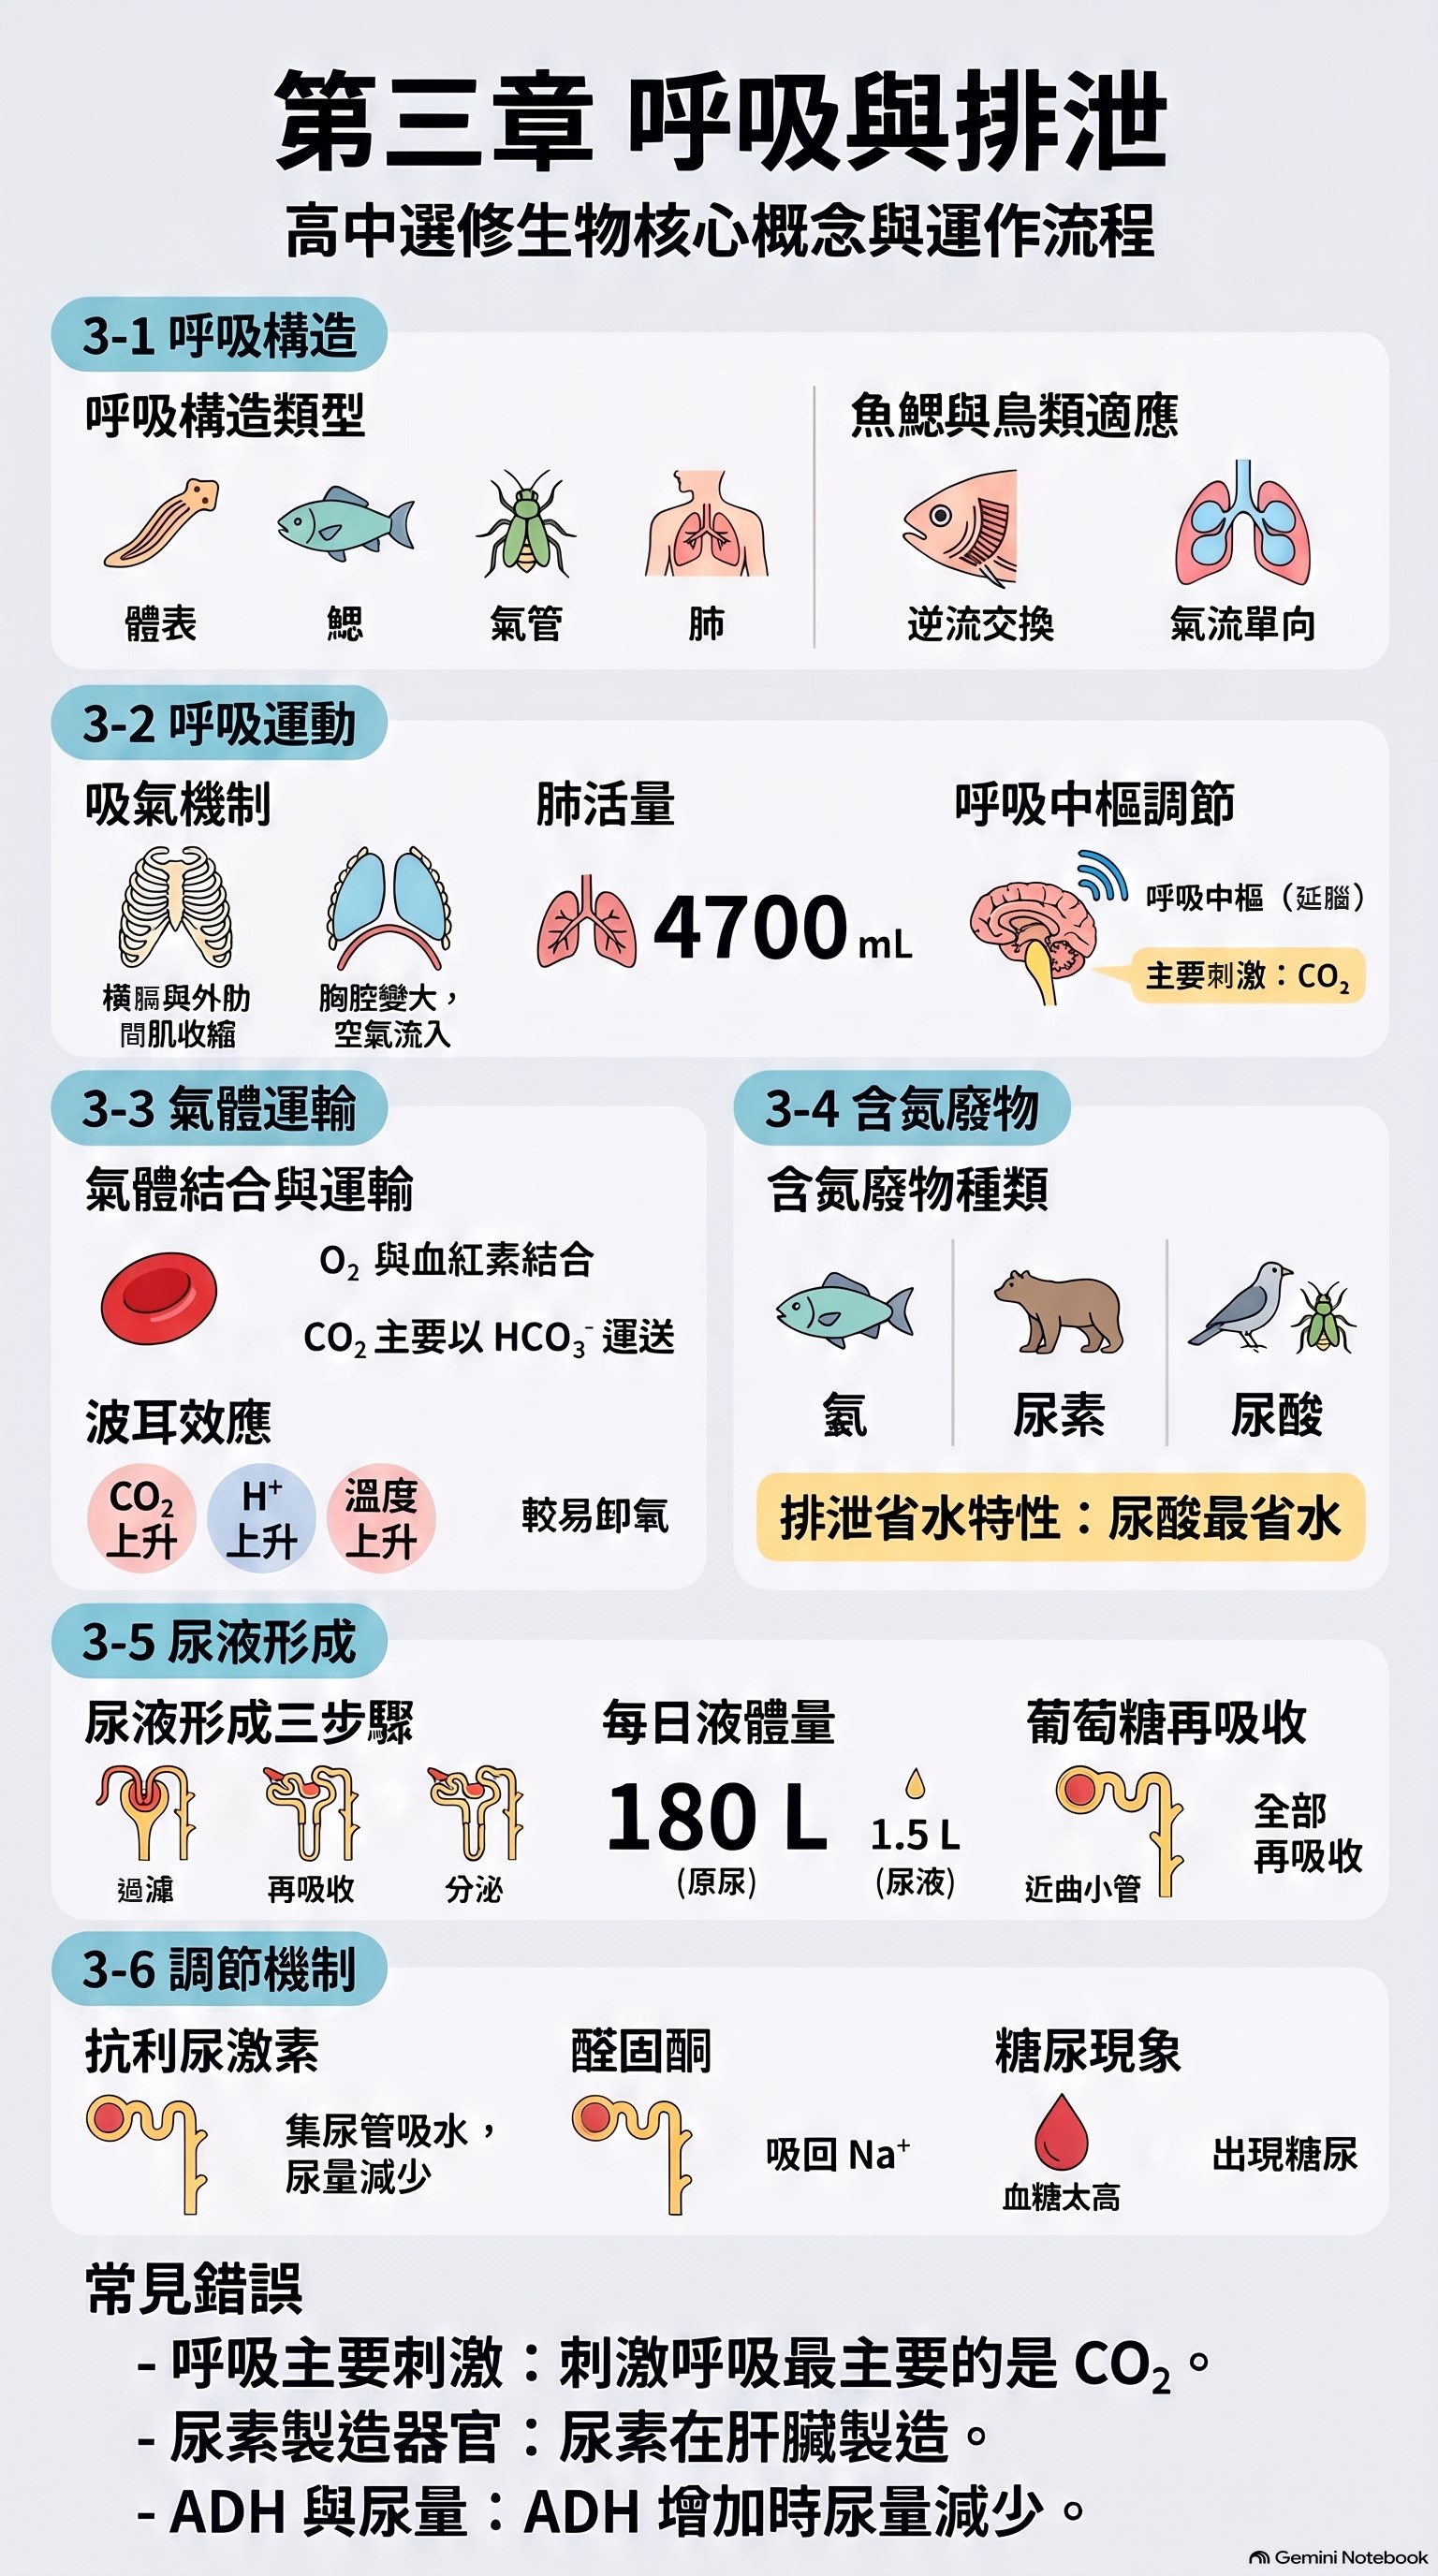 第三章 呼吸與排泄
高中選修生物核心概念與運作流程
3-1 呼吸構造
呼吸構造類型
體表
鰓
氣管
肺
魚鰓與鳥類適應
逆流交換
氣流單向
3-2 呼吸運動
吸氣機制
橫膈與外肋
間肌收縮
胸腔變大，
空氣流入
肺活量
4700 mL
呼吸中樞調節
呼吸中樞（延腦）
主要刺激：CO₂
3-3 氣體運輸
氣體結合與運輸
O₂ 與血紅素結合
CO₂ 主要以 HCO₃⁻ 運送
波耳效應
CO₂
上升
H⁺
上升
溫度
上升
較易卸氧
3-4 含氮廢物
含氮廢物種類
氨
尿素
尿酸
排泄省水特性：尿酸最省水
3-5 尿液形成
尿液形成三步驟
過濾
再吸收
分泌
每日液體量
180 L
(原尿)
1.5 L
(尿液)
葡萄糖再吸收
近曲小管
全部
再吸收
3-6 調節機制
抗利尿激素
集尿管吸水，
尿量減少
醛固酮
吸回 Na⁺
糖尿現象
血糖太高
出現糖尿
常見錯誤
- 呼吸主要刺激：刺激呼吸最主要的是 CO₂。
- 尿素製造器官：尿素在肝臟製造。
- ADH 與尿量：ADH 增加時尿量減少。
Gemini Notebook